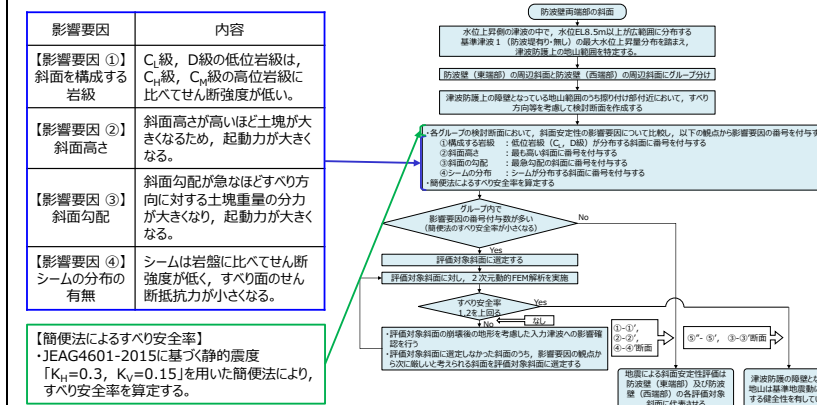 影響要因 内容
【影響要因 ①】
斜面を構成する
岩級
CL級，D級の低位岩級は，
CH級，CM級の高位岩級に
比べてせん断強度が低い。
【影響要因 ②】
斜面高さ
斜面高さが高いほど土塊が大
きくなるため，起動力が大きく
なる。
【影響要因 ③】
斜面勾配
斜面勾配が急なほどすべり方
向に対する土塊重量の分力
が大きくなり，起動力が大きく
なる。
【影響要因 ④】
シームの分布の
有無
シームは岩盤に比べてせん断
強度が低く，すべり面のせん
断抵抗力が小さくなる。
【簡便法によるすべり安全率】
・JEAG4601-2015に基づく静的震度
「KH=0.3，KV=0.15」を用いた簡便法により，
すべり安全率を算定する。
防波壁両端部の斜面
水位上昇側の津波の中で，水位EL8.5m以上が広範囲に分布する
基準津波１（防波堤有り・無し）の最大水位上昇量分布を踏まえ，
津波防護上の地山範囲を特定する。
防波壁（東端部）の周辺斜面と防波壁（西端部）の周辺斜面にグループ分け
津波防護上の障壁となっている地山範囲のうち擦り付け部付近において，すべり
方向等を考慮して検討断面を作成する
・各グループの検討断面において，斜面安定性の影響要因について比較し，以下の観点から影響要因の番号を付与す
①構成する岩級 ：低位岩級（CL，D級）が分布する斜面に番号を付与する
②斜面高さ ：最も高い斜面に番号を付与する
③斜面の勾配 ：最急勾配の斜面に番号を付与する
④シームの分布 ：シームが分布する斜面に番号を付与する
・簡便法によるすべり安全率を算定する
グループ内で
影響要因の番号付与数が多い
（簡便法のすべり安全率が小さくなる）
No
Yes
評価対象斜面に選定する
評価対象斜面に対し，２次元動的FEM解析を実施
すべり安全率
1.2を上回る
Yes
No
なし
・評価対象斜面の崩壊後の地形を考慮した入力津波への影響確
認を行う
・評価対象斜面に選定しなかった斜面のうち，影響要因の観点か
ら次に厳しいと考えられる斜面を評価対象斜面に選定する
①-①’,
②-②’,
④-④’断面
⑤’’- ⑤’, ③-③’断面
地震による斜面安定性評価は
防波壁（東端部）及び防波
壁（西端部）の各評価対象
斜面に代表させる
津波防護の障壁とな
地山は基準地震動に
する健全性を有してい